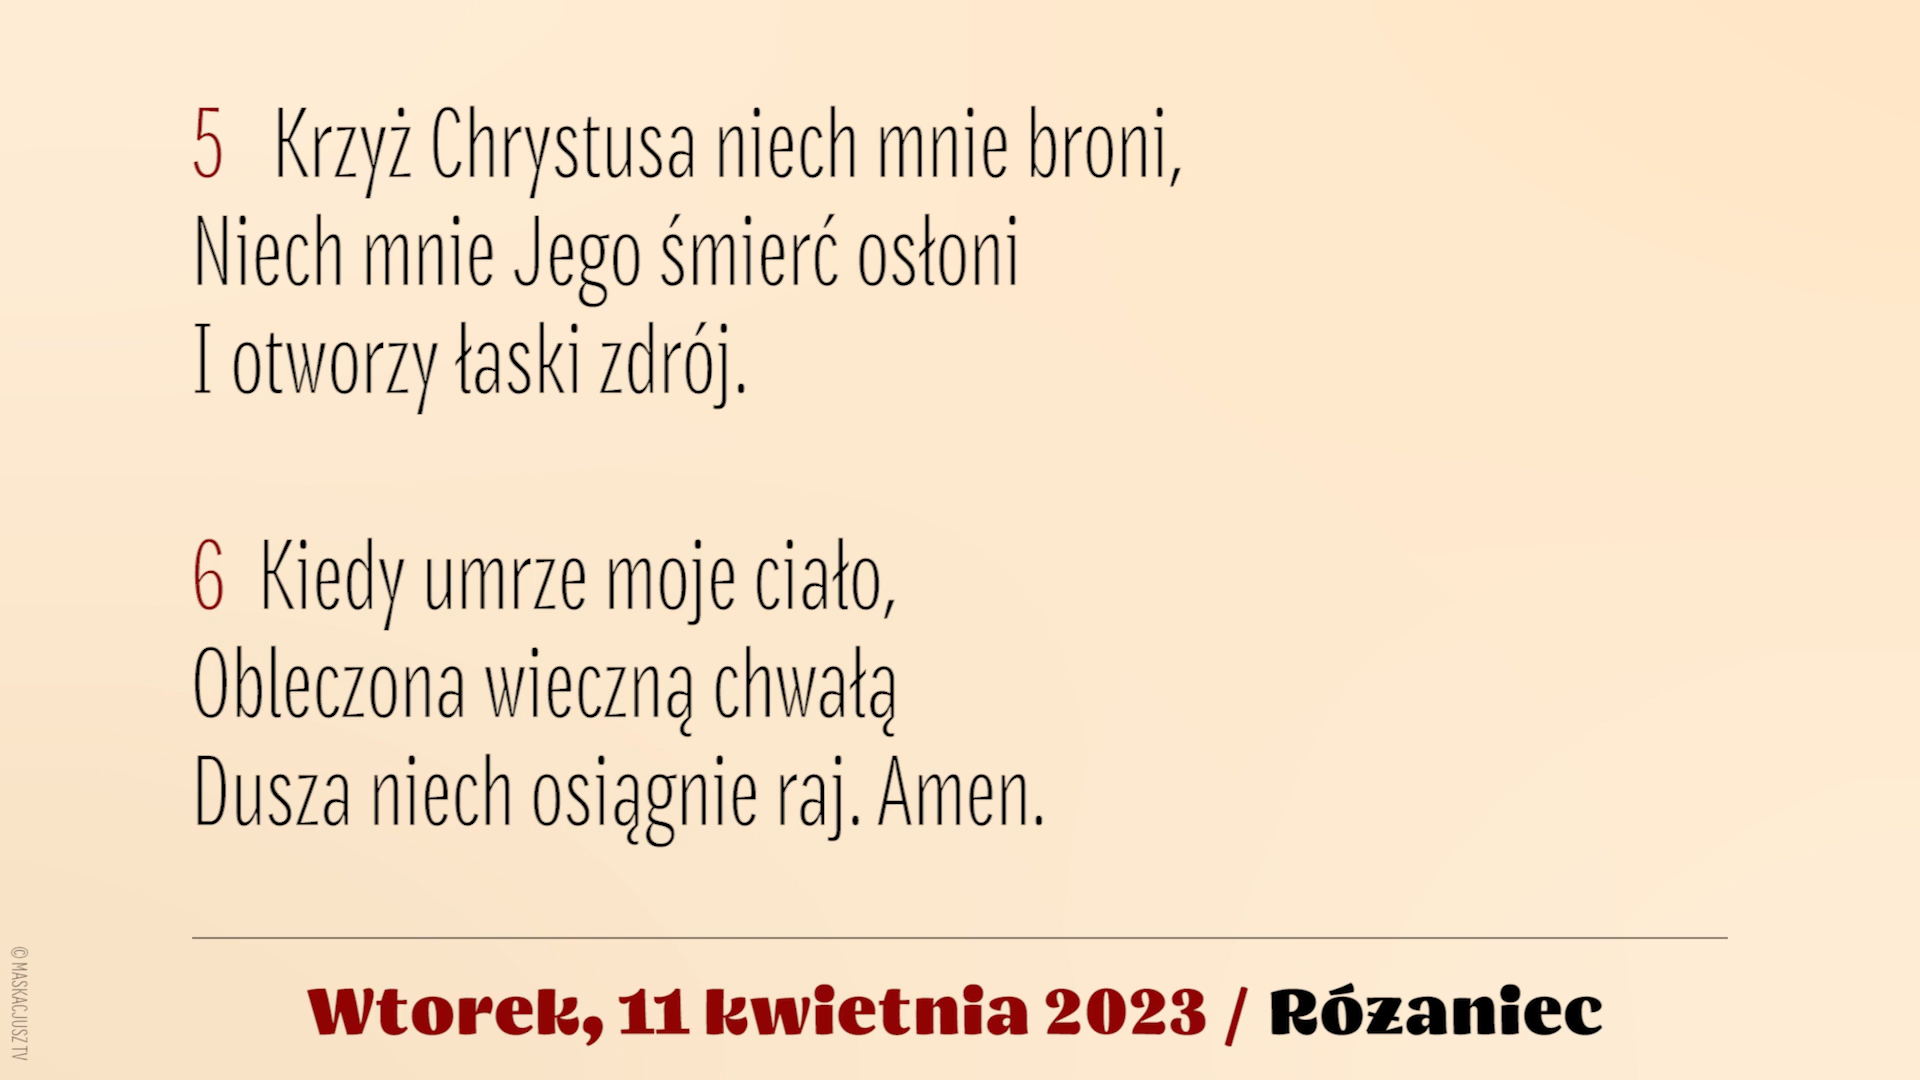 5 Krzyż Chrystusa niech mnie broni,
Niech mnie Jego śmierć osłoni
I otworzy łaski zdrój.
6 Kiedy umrze moje ciało,
Obleczona wieczną chwałą
Dusza niech osiągnie raj. Amen.
Wtorek, 11 kwietnia 2023 / Różaniec
© MASKACJUSZ TV